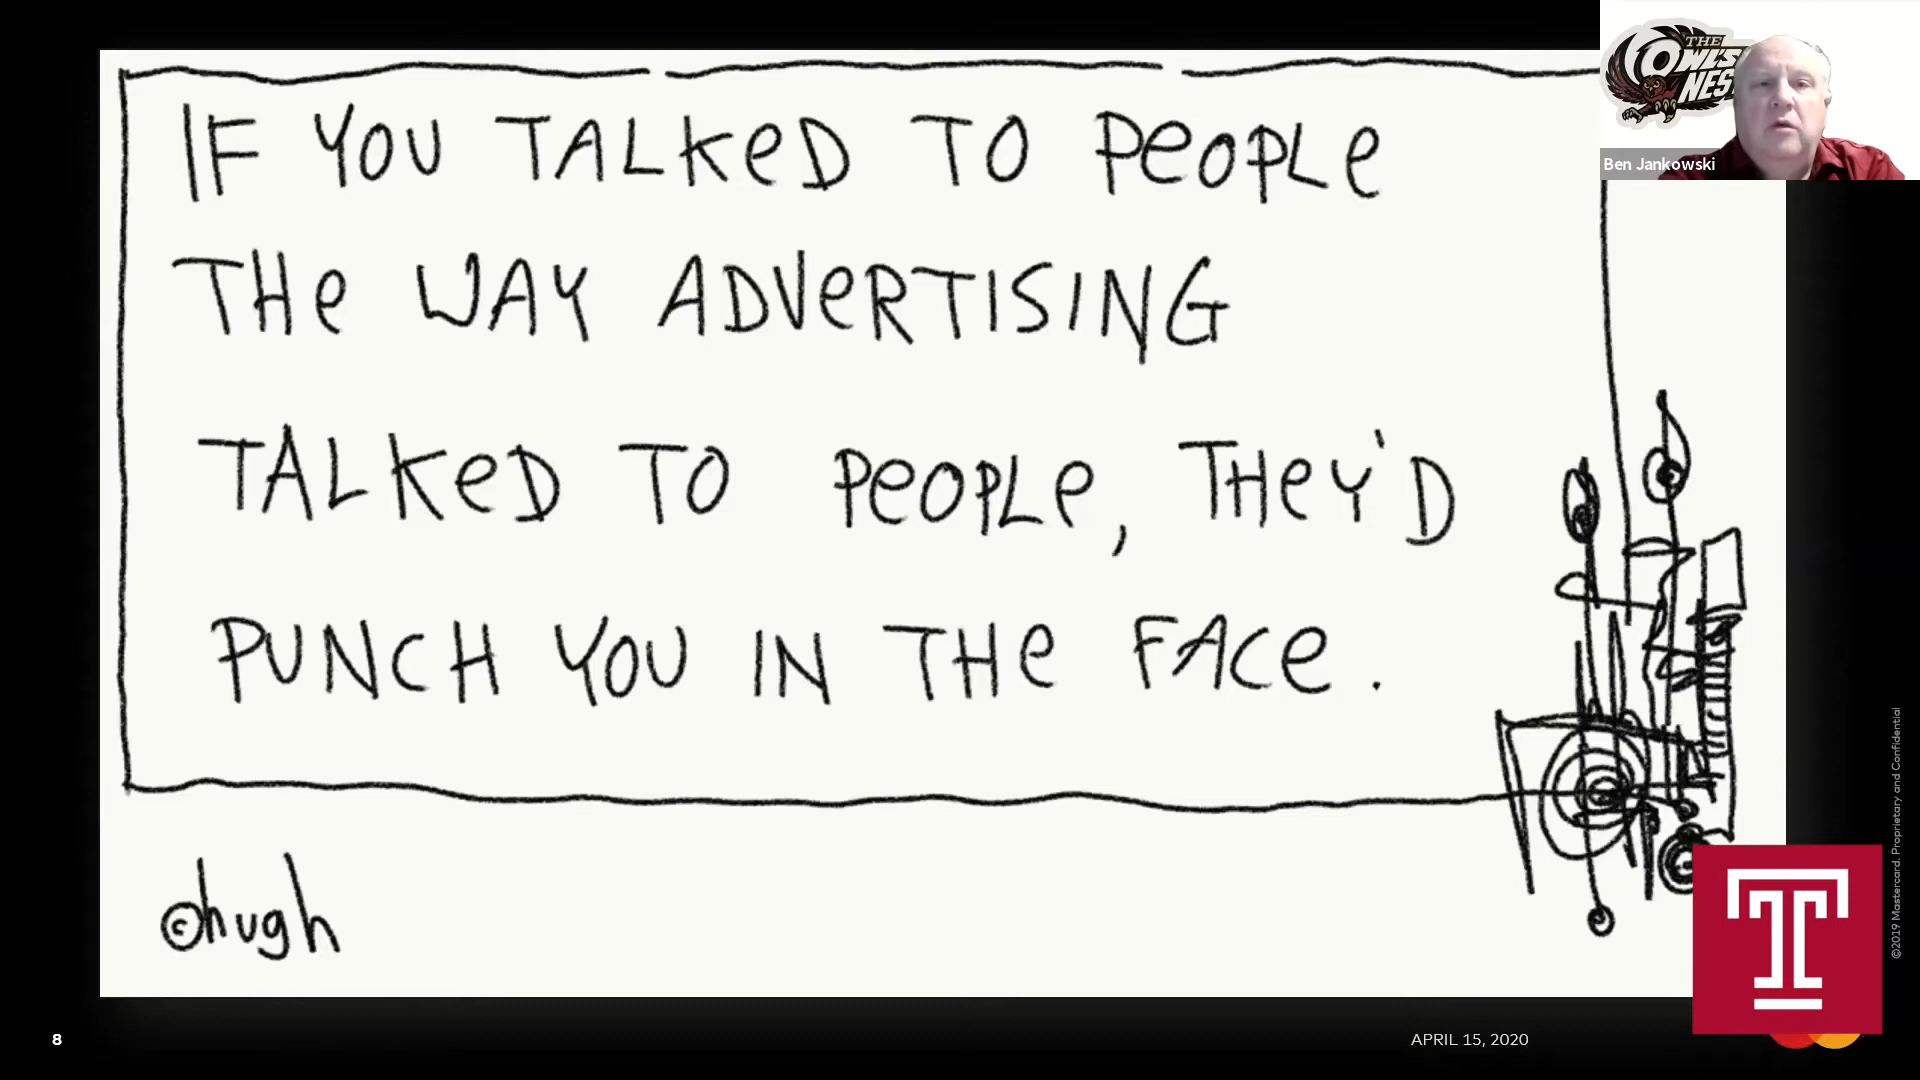 THE
OWL'S
NEST
Ben Jankowski
IF YOU TALKED TO PEOPLE
THE WAY ADVERTISING
TALKED TO PEOPLE, THEY'D
PUNCH YOU IN THE FACE.
©hugh
©2019 Mastercard. Proprietary and Confidential
T
8
APRIL 15, 2020